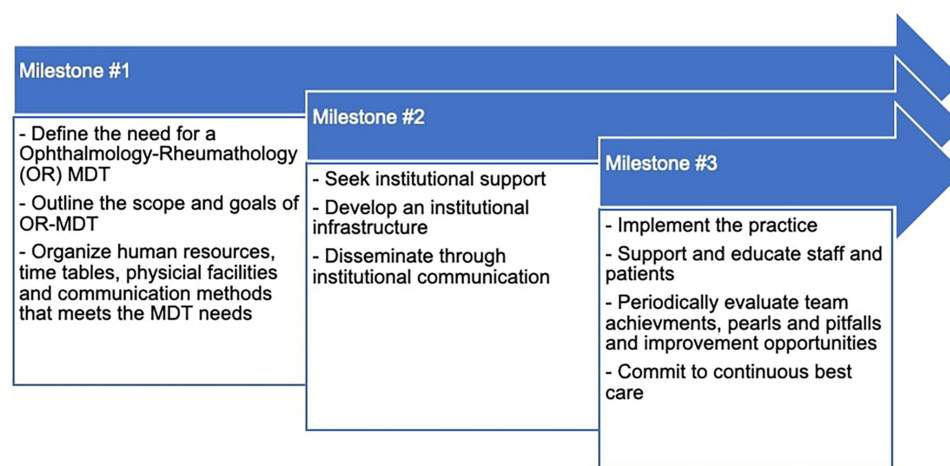 Milestone #1
- Define the need for a
Ophthalmology-Rheumathology
(OR) MDT
- Outline the scope and goals of
OR-MDT
- Organize human resources,
time tables, physicial facilities
and communication methods
that meets the MDT needs
Milestone #2
- Seek institutional support
- Develop an institutional
infrastructure
- Disseminate through
institutional communication
Milestone #3
- Implement the practice
- Support and educate staff and
patients
- Periodically evaluate team
achievments, pearls and pitfalls
and improvement opportunities
- Commit to continuous best
care